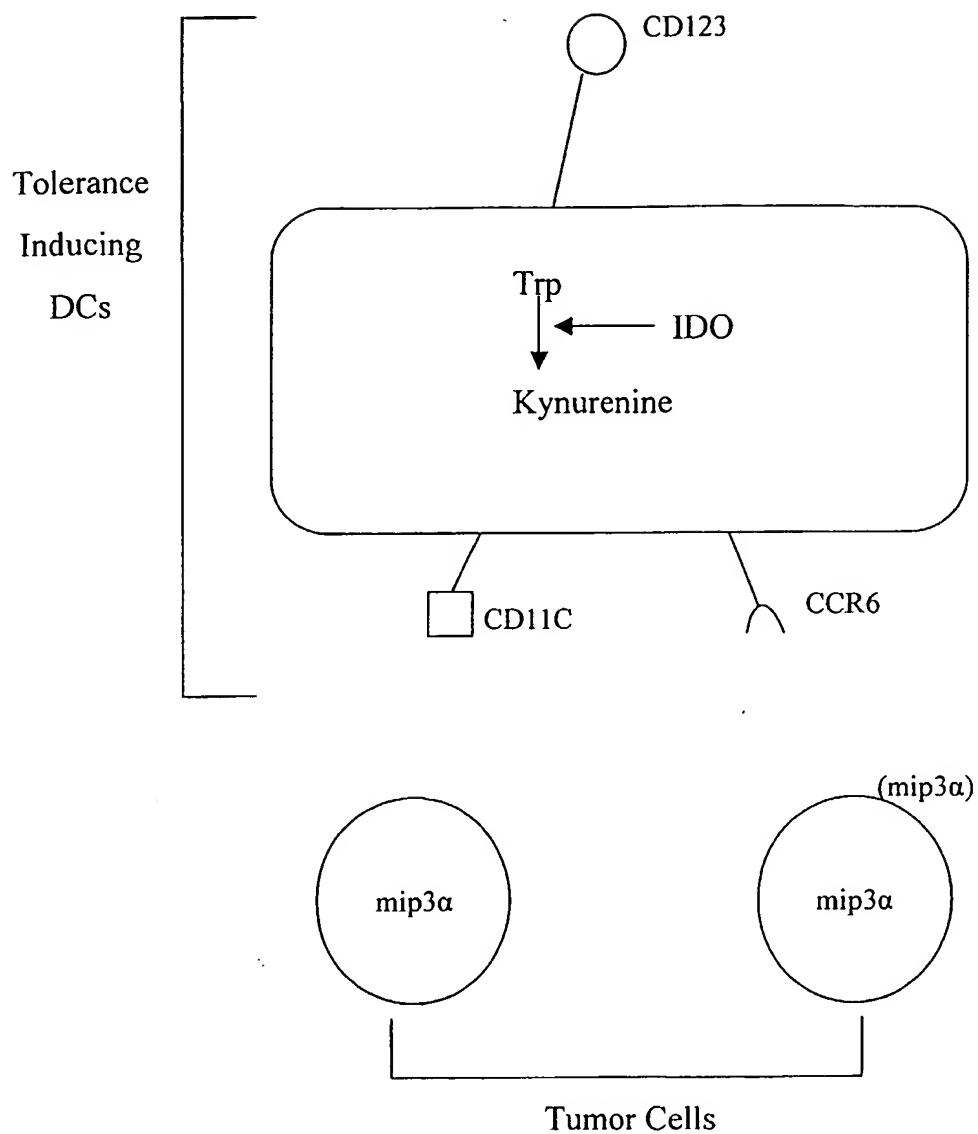 CD123
Tolerance
Inducing
DCs
Trp
IDO
Kynurenine
CD11C
CCR6
(mip3α)
mip3α
mip3α
Tumor Cells